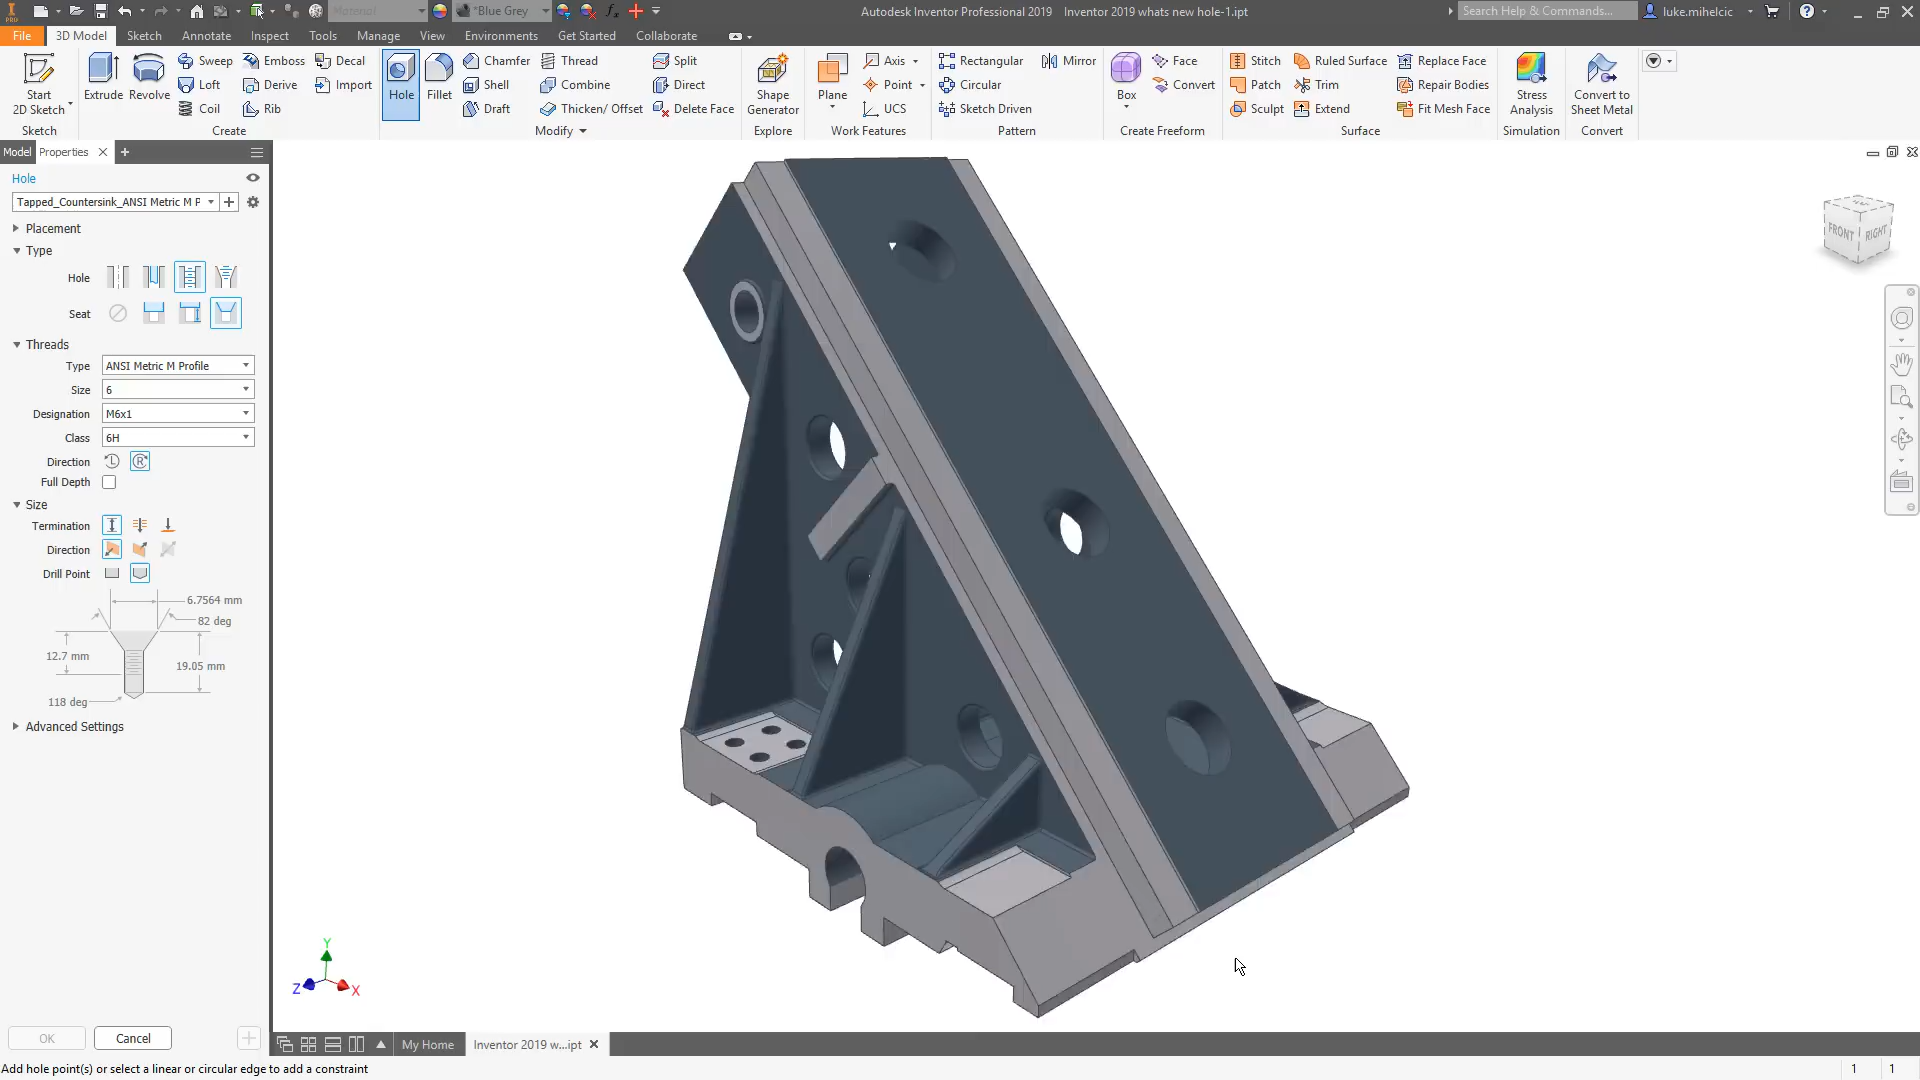 Material
*Blue Grey
Autodesk Inventor Professional 2019 Inventor 2019 whats new hole-1.ipt
Search Help & Commands...
luke.mihelcic
PRO
File 3D Model Sketch Annotate Inspect Tools Manage View Environments Get Started Collaborate
Start
2D Sketch
Sketch
Extrude
Revolve
Sweep
Loft
Coil
Emboss
Derive
Rib
Decal
Import
Create
Hole
Fillet
Chamfer
Shell
Draft
Thread
Combine
Thicken/ Offset
Split
Direct
Delete Face
Modify
Shape
Generator
Explore
Plane
Axis
Point
UCS
Work Features
Rectangular
Circular
Sketch Driven
Mirror
Pattern
Box
Face
Convert
Create Freeform
Stitch
Patch
Sculpt
Ruled Surface
Trim
Extend
Replace Face
Repair Bodies
Fit Mesh Face
Surface
Stress
Analysis
Simulation
Convert to
Sheet Metal
Convert
Model Properties
Hole
Tapped_Countersink_ANSI Metric M P
Placement
Type
Hole
Seat
Threads
Type ANSI Metric M Profile
Size 6
Designation M6x1
Class 6H
Direction
Full Depth
Size
Termination
Direction
Drill Point
6.7564 mm
82 deg
12.7 mm
19.05 mm
118 deg
Advanced Settings
FRONT RIGHT
Y
Z
X
OK Cancel
My Home Inventor 2019 w...ipt
Add hole point(s) or select a linear or circular edge to add a constraint
1 1